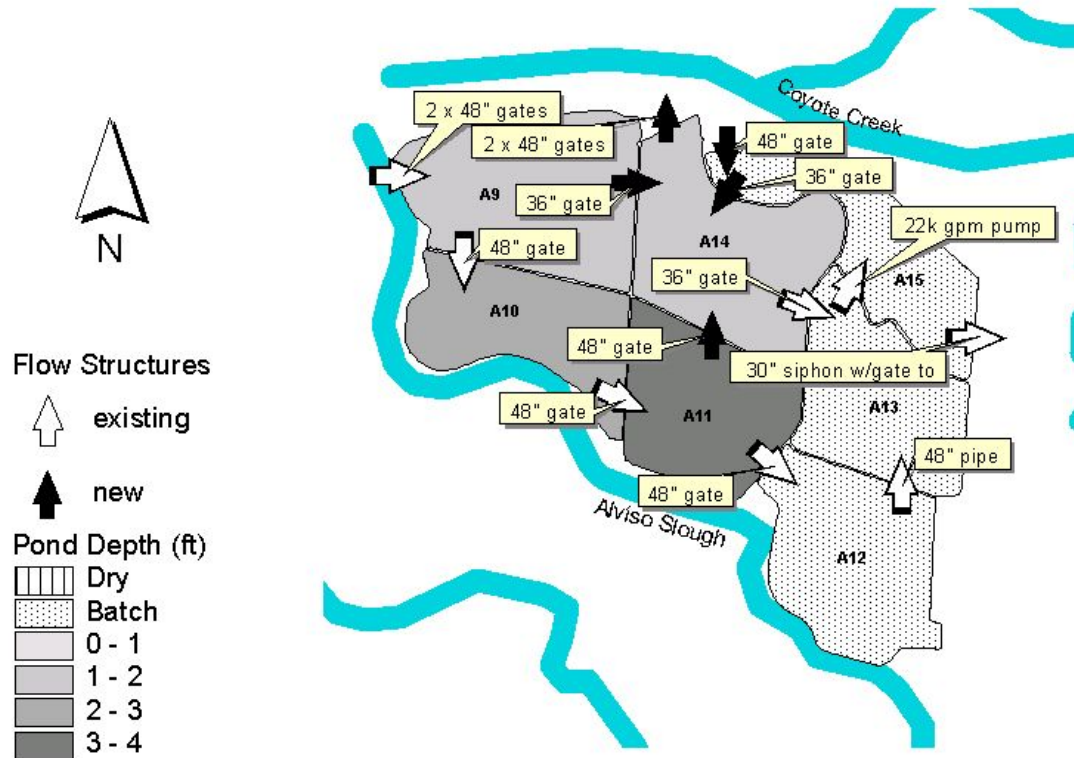 2 x 48" gates
2 x 48" gates
Coyote Creek
48" gate
36" gate
36" gate
A9
22k gpm pump
N
48" gate
A14
36" gate
A15
A10
Flow Structures
48" gate
30" siphon w/gate to
existing
48" gate
A11
A13
48" pipe
new
48" gate
Alviso Slough
Pond Depth (ft)
A12
Dry
Batch
0 - 1
1 - 2
2 - 3
3 - 4